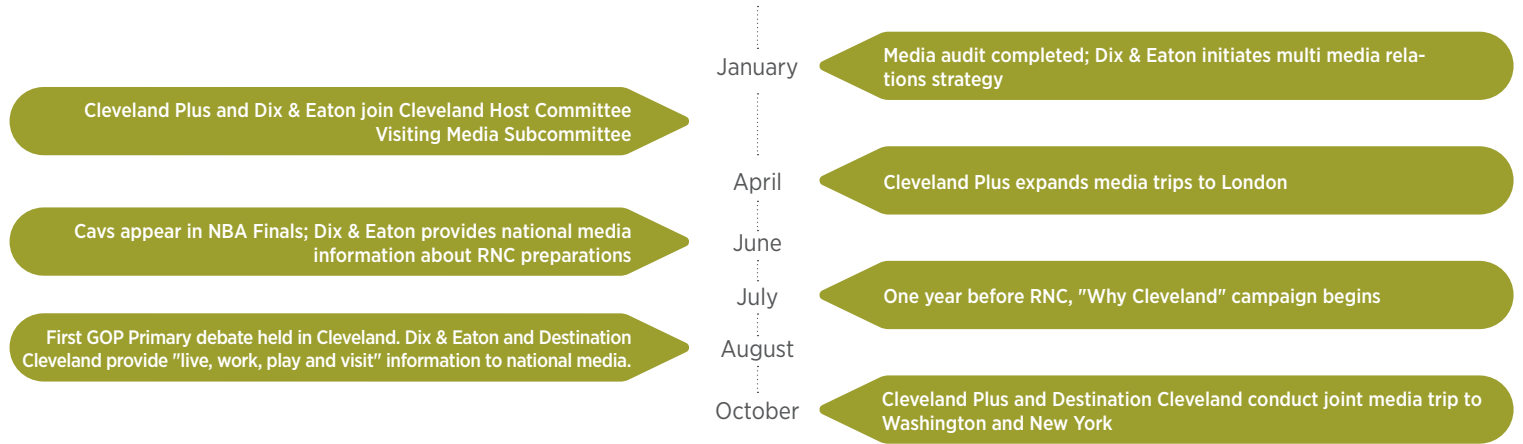 January
Media audit completed; Dix & Eaton initiates multi media rela-
tions strategy
Cleveland Plus and Dix & Eaton join Cleveland Host Committee
Visiting Media Subcommittee
April
Cleveland Plus expands media trips to London
Cavs appear in NBA Finals; Dix & Eaton provides national media
information about RNC preparations
June
July
One year before RNC, "Why Cleveland" campaign begins
First GOP Primary debate held in Cleveland. Dix & Eaton and Destination
Cleveland provide "live, work, play and visit" information to national media.
August
October
Cleveland Plus and Destination Cleveland conduct joint media trip to
Washington and New York